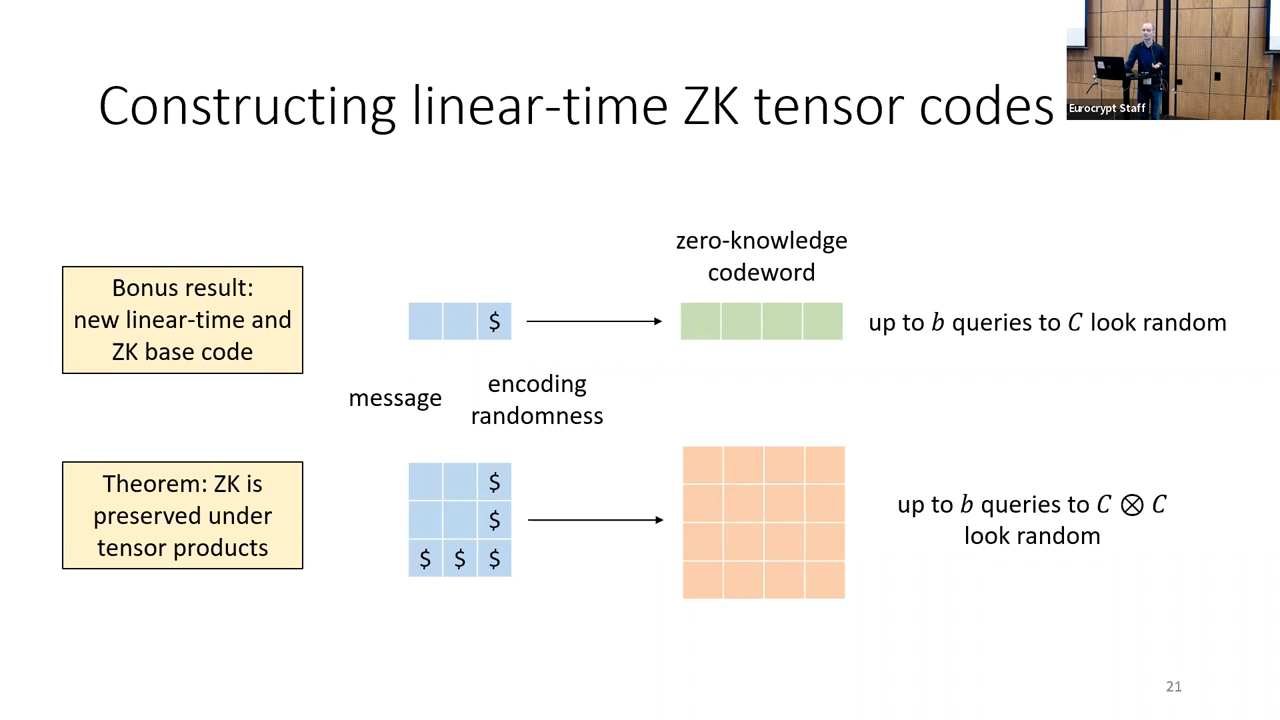 Constructing linear-time ZK tensor codes
Eurocrypt Staff
zero-knowledge
codeword
Bonus result:
new linear-time and
ZK base code
$
up to b queries to C look random
message
encoding
randomness
Theorem: ZK is
preserved under
tensor products
$
$
$ $ $
up to b queries to C ⊗ C
look random
21